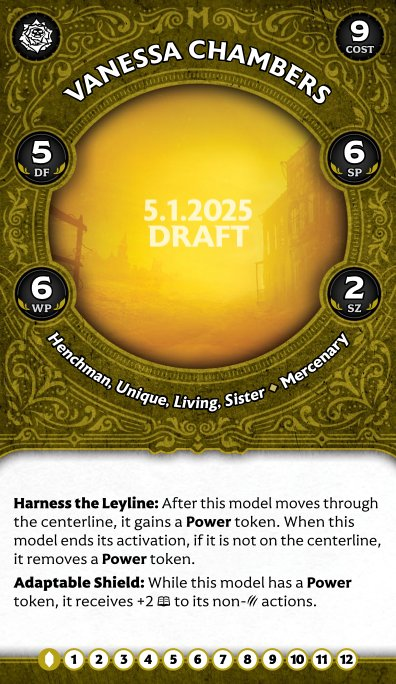 9
COST
VANESSA CHAMBERS
5
DF
6
SP
5.1.2025
DRAFT
6
WP
2
SZ
Henchman, Unique, Living, Sister ♦ Mercenary
Harness the Leyline: After this model moves through
the centerline, it gains a Power token. When this
model ends its activation, if it is not on the centerline,
it removes a Power token.
Adaptable Shield: While this model has a Power
token, it receives +2 to its non- actions.
1 2 3 4 5 6 7 8 9 10 11 12